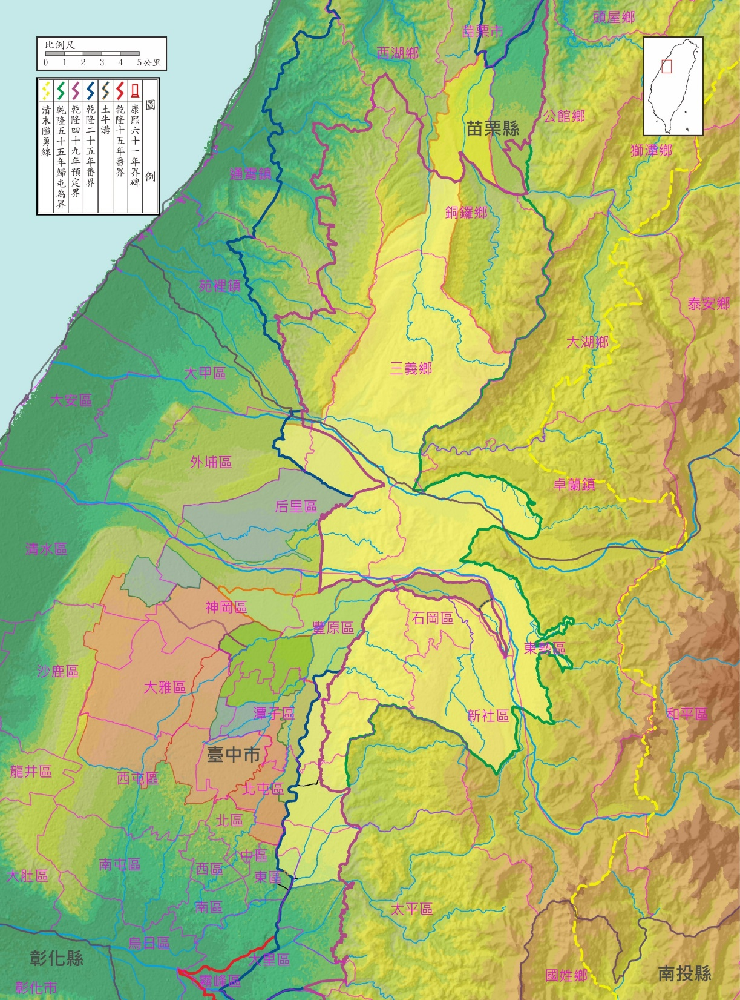 比例尺
0 1 2 3 4 5 公里
圖例
康熙六十一年界碑
乾隆十五年番界
土牛溝
乾隆二十五年番界
乾隆四十九年預定界
乾隆五十五年歸屯為界
清末隘勇線
頭屋鄉
苗栗市
西湖鄉
公館鄉
苗栗縣
獅潭鄉
通霄鎮
銅鑼鄉
苑裡鎮
泰安鄉
大湖鄉
大甲區
三義鄉
大安區
外埔區
卓蘭鎮
后里區
清水區
神岡區
石岡區
豐原區
東勢區
沙鹿區
大雅區
潭子區
新社區
和平區
臺中市
龍井區
西屯區
北屯區
北區
中區
南屯區
西區
東區
大肚區
南區
太平區
烏日區
彰化縣
大里區
霧峰區
國姓鄉
南投縣
彰化市